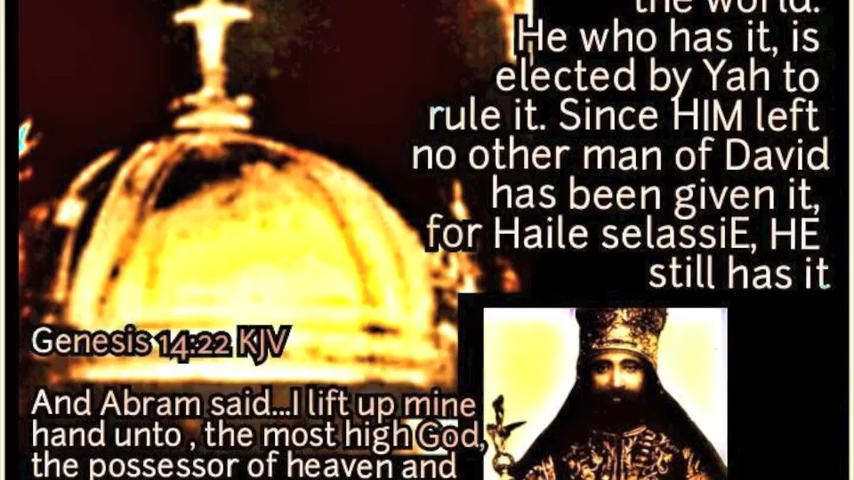 the world.
He who has it, is
elected by Yah to
rule it. Since HIM left
no other man of David
has been given it,
for Haile selassiE, HE
still has it
Genesis 14:22 KJV
And Abram said...I lift up mine
hand unto , the most high God,
the possessor of heaven and